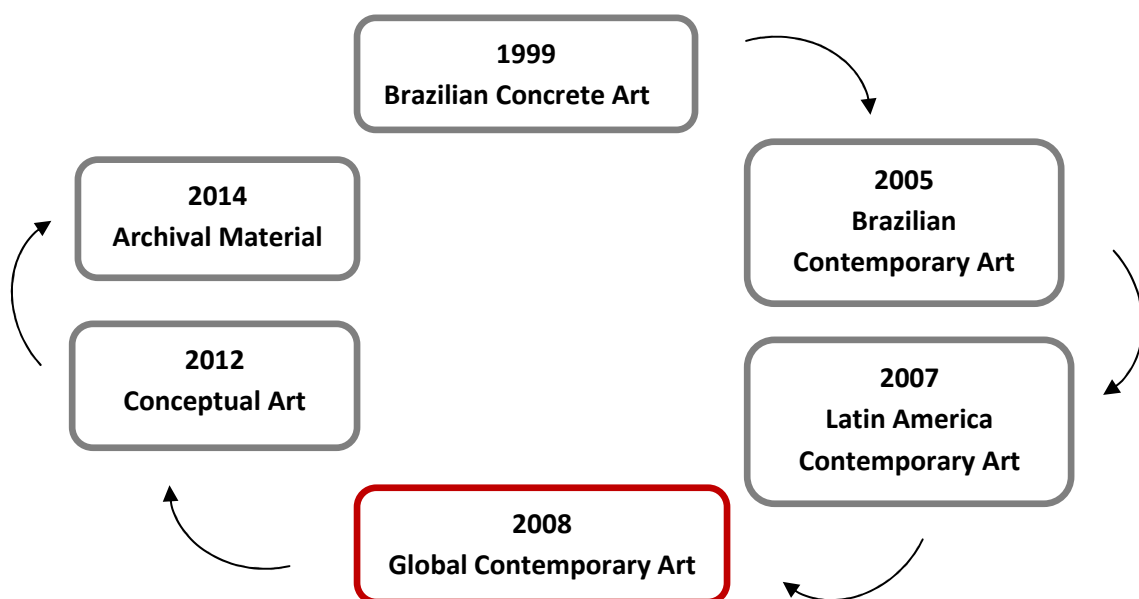 1999
Brazilian Concrete Art
2005
Brazilian
Contemporary Art
2007
Latin America
Contemporary Art
2008
Global Contemporary Art
2012
Conceptual Art
2014
Archival Material